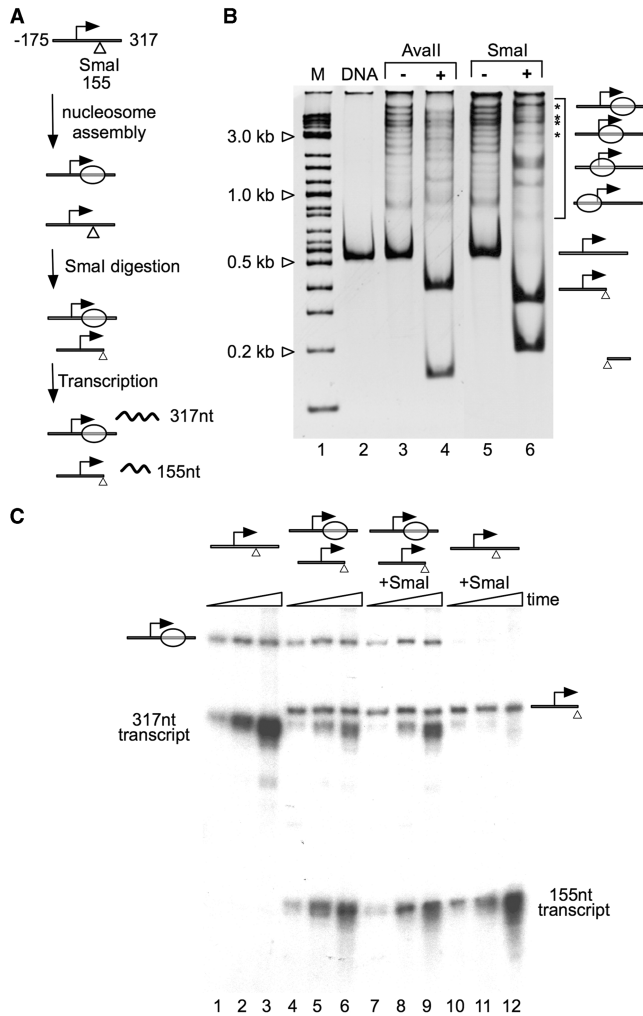 A
-175 317
SmaI
155
nucleosome
assembly
SmaI digestion
Transcription
317nt
155nt
B
AvaII SmaI
M DNA - + - +
3.0 kb
1.0 kb
0.5 kb
0.2 kb
*
*
*
*
1 2 3 4 5 6
C
+SmaI +SmaI
time
317nt
transcript
155nt
transcript
1 2 3 4 5 6 7 8 9 10 11 12